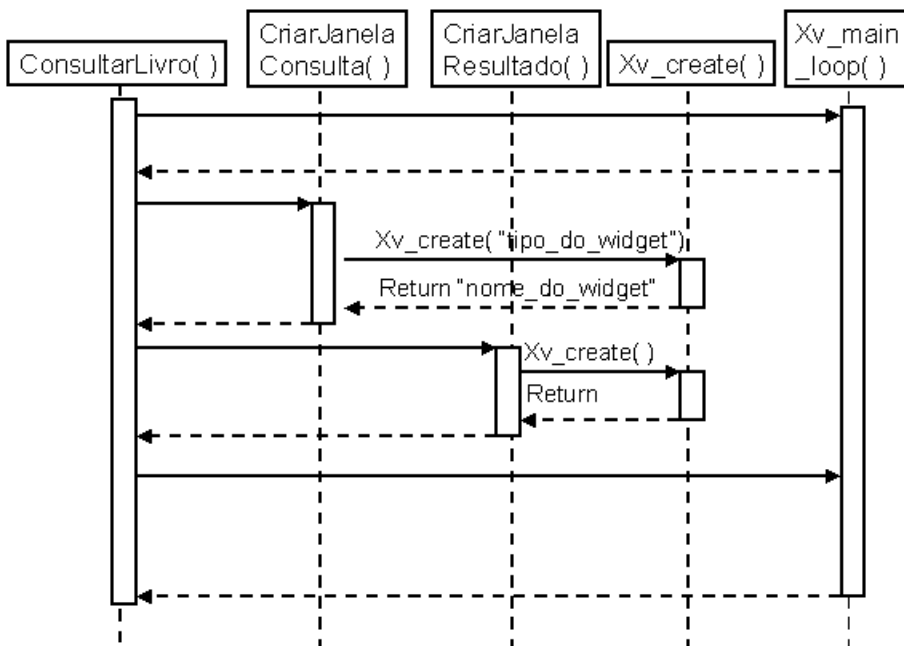 ConsultarLivro( )
CriarJanela
Consulta( )
CriarJanela
Resultado( )
Xv_create( )
Xv_main
_loop( )
Xv_create( "tipo_do_widget")
Return "nome_do_widget"
Xv_create( )
Return